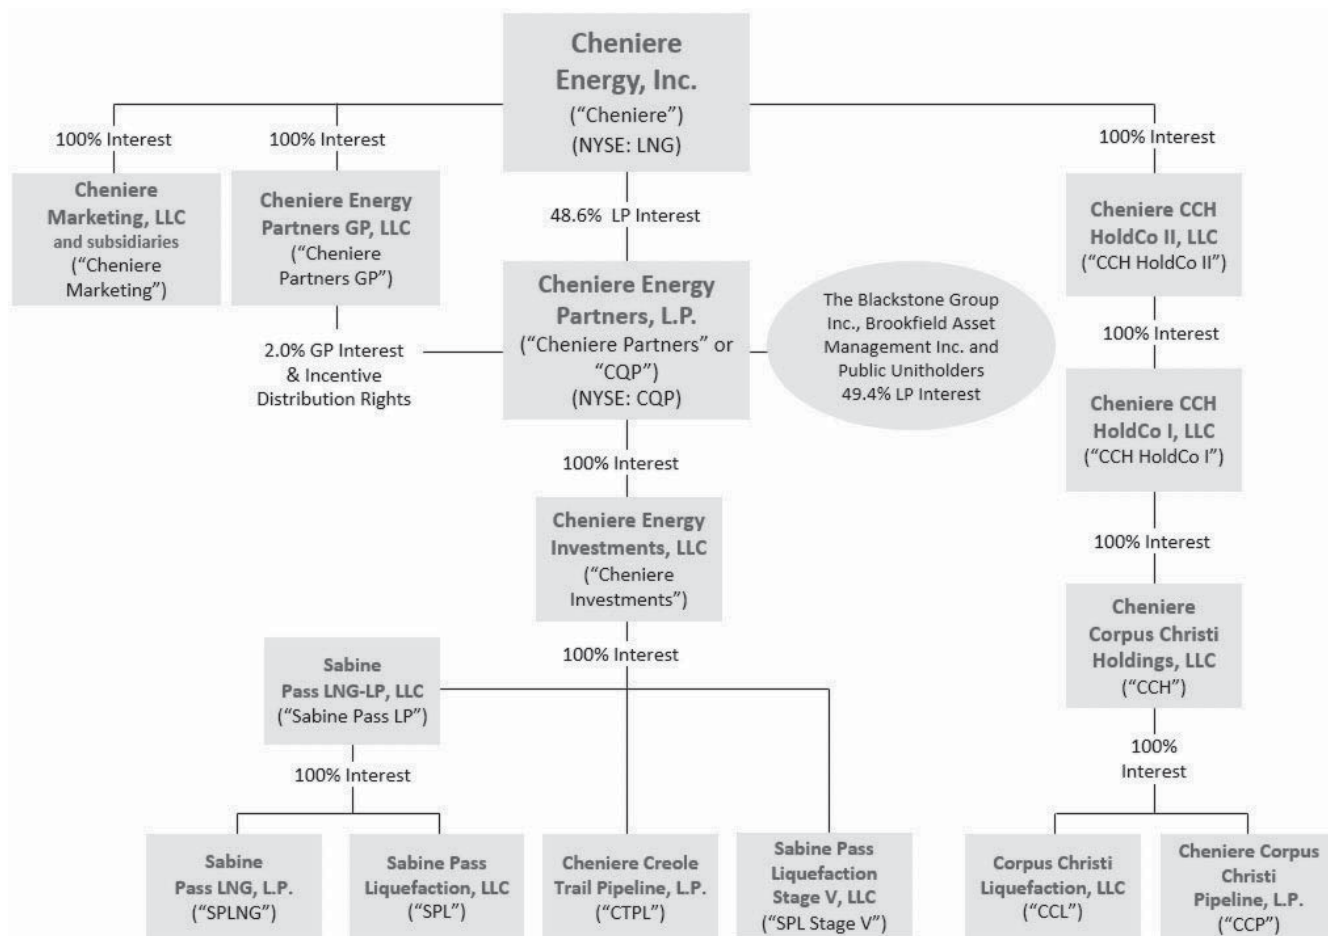 Cheniere
Energy, Inc.
(“Cheniere”)
(NYSE: LNG)
100% Interest
100% Interest
100% Interest
Cheniere
Marketing, LLC
and subsidiaries
(“Cheniere
Marketing”)
Cheniere Energy
Partners GP, LLC
(“Cheniere
Partners GP”)
48.6% LP Interest
Cheniere CCH
HoldCo II, LLC
(“CCH HoldCo II”)
2.0% GP Interest
& Incentive
Distribution Rights
Cheniere Energy
Partners, L.P.
(“Cheniere Partners” or
“CQP”)
(NYSE: CQP)
The Blackstone Group
Inc., Brookfield Asset
Management Inc. and
Public Unitholders
49.4% LP Interest
100% Interest
Cheniere CCH
HoldCo I, LLC
(“CCH HoldCo I”)
100% Interest
Cheniere Energy
Investments, LLC
(“Cheniere
Investments”)
100% Interest
Cheniere
Corpus Christi
Holdings, LLC
(“CCH”)
100% Interest
Sabine
Pass LNG-LP, LLC
(“Sabine Pass LP”)
100% Interest
100%
Interest
Sabine
Pass LNG, L.P.
(“SPLNG”)
Sabine Pass
Liquefaction, LLC
(“SPL”)
Cheniere Creole
Trail Pipeline, L.P.
(“CTPL”)
Sabine Pass
Liquefaction
Stage V, LLC
(“SPL Stage V”)
Corpus Christi
Liquefaction, LLC
(“CCL”)
Cheniere Corpus
Christi
Pipeline, L.P.
(“CCP”)